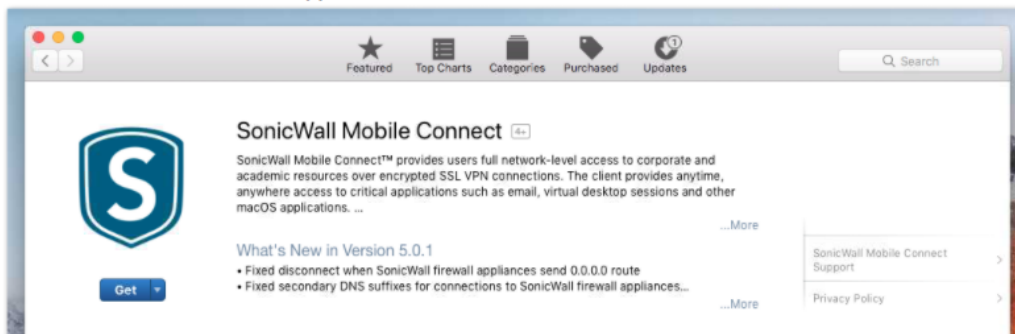 Featured
Top Charts
Categories
Purchased
1
Updates
Search
S
SonicWall Mobile Connect 4+
SonicWall Mobile Connect™ provides users full network-level access to corporate and
academic resources over encrypted SSL VPN connections. The client provides anytime,
anywhere access to critical applications such as email, virtual desktop sessions and other
macOS applications. ...
...More
What's New in Version 5.0.1
• Fixed disconnect when SonicWall firewall appliances send 0.0.0.0 route
• Fixed secondary DNS suffixes for connections to SonicWall firewall appliances...
...More
Get
SonicWall Mobile Connect
Support
Privacy Policy